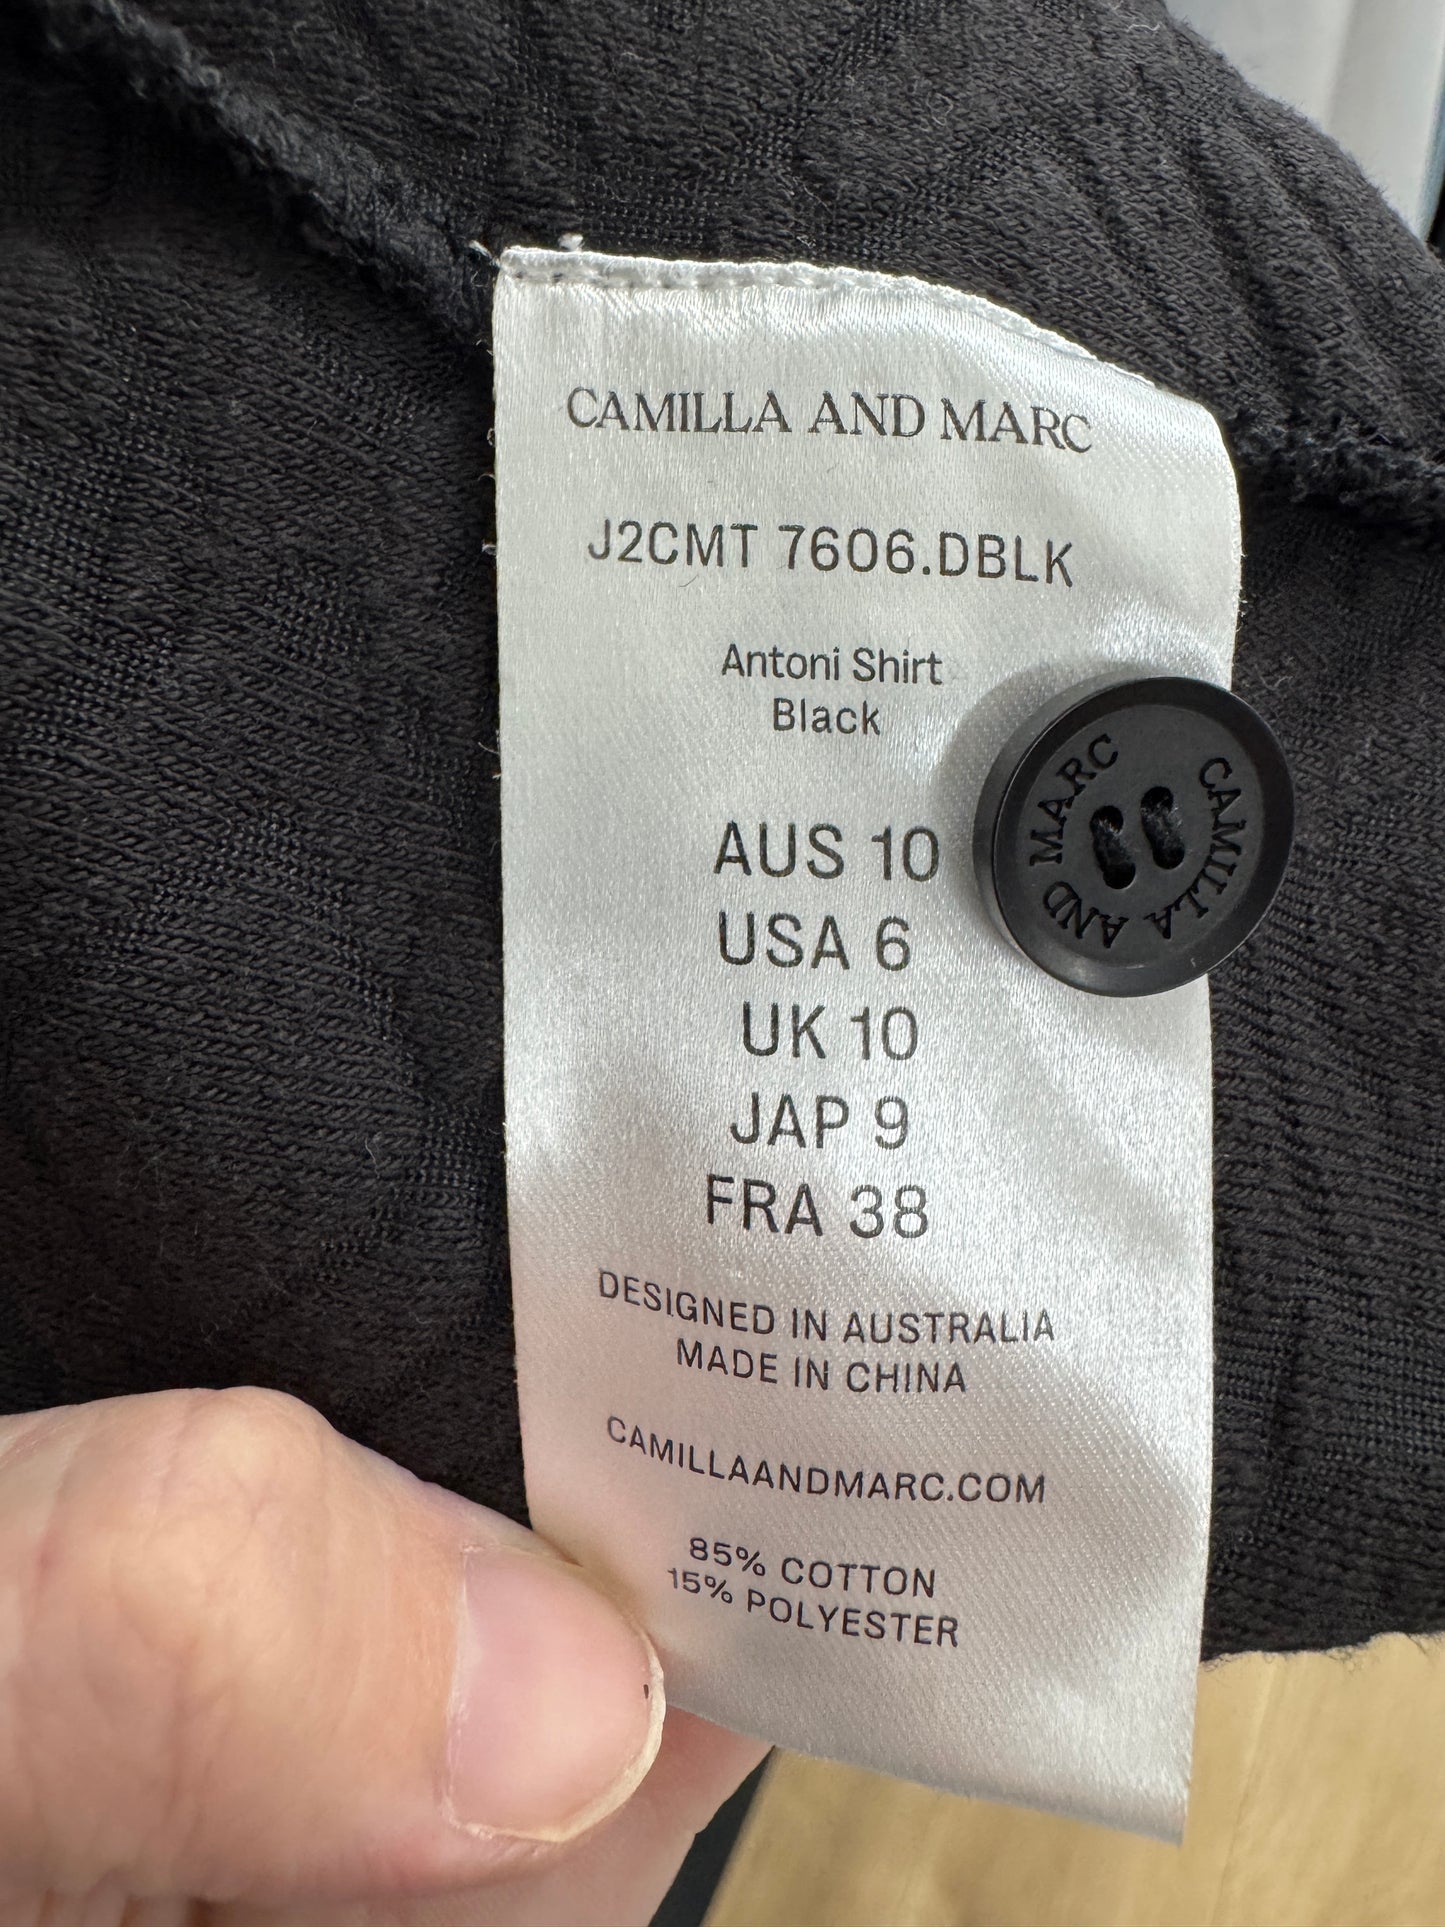 CAMILLA AND MARC
J2CMT 7606.DBLK
Antoni Shirt
Black
AUS 10
USA 6
UK 10
JAP 9
FRA 38
DESIGNED IN AUSTRALIA
MADE IN CHINA
CAMILLAANDMARC.COM
85% COTTON
15% POLYESTER
CAMILLA AND MARC